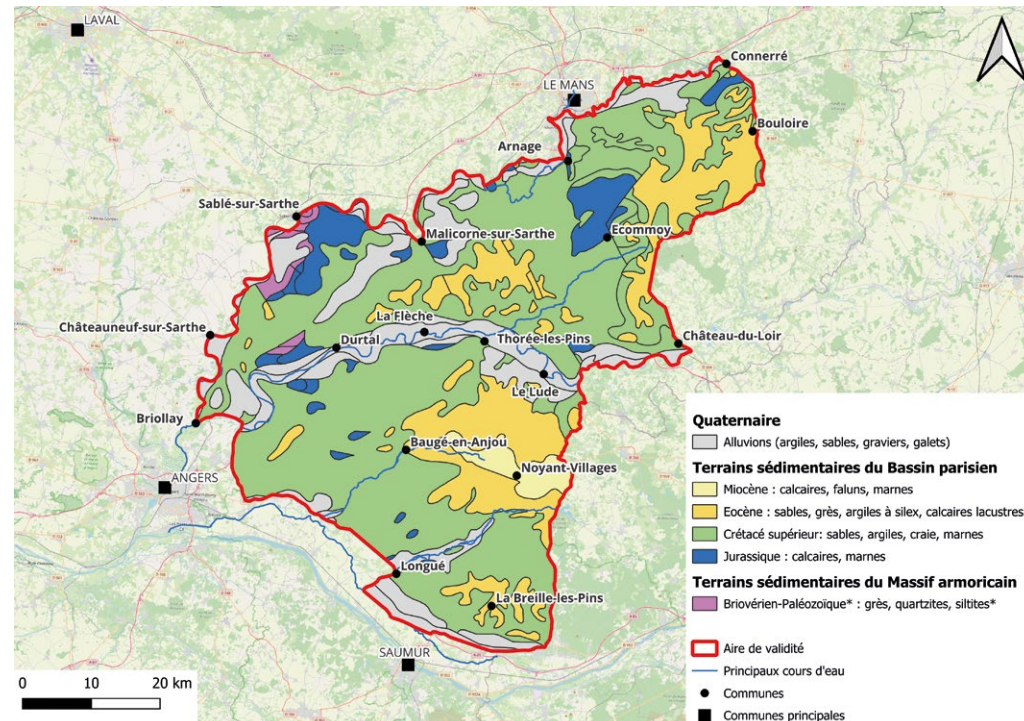 LAVAL
Connerré
LE MANS
Bouloire
Arnage
Sablé-sur-Sarthe
Malicorne-sur-Sarthe
Ecommoy
La Flèche
Châteauneuf-sur-Sarthe
Durtal
Thorée-les-Pins
Château-du-Loir
Le Lude
Briollay
Baugé-en-Anjou
ANGERS
Noyant-Villages
Longué
La Breille-les-Pins
SAUMUR
0 10 20 km
Quaternaire
Alluvions (argiles, sables, graviers, galets)
Terrains sédimentaires du Bassin parisien
Miocène : calcaires, faluns, marnes
Eocène : sables, grès, argiles à silex, calcaires lacustres
Crétacé supérieur: sables, argiles, craie, marnes
Jurassique : calcaires, marnes
Terrains sédimentaires du Massif armoricain
Briovérien-Paléozoïque* : grès, quartzites, siltites*
Aire de validité
Principaux cours d'eau
Communes
Communes principales